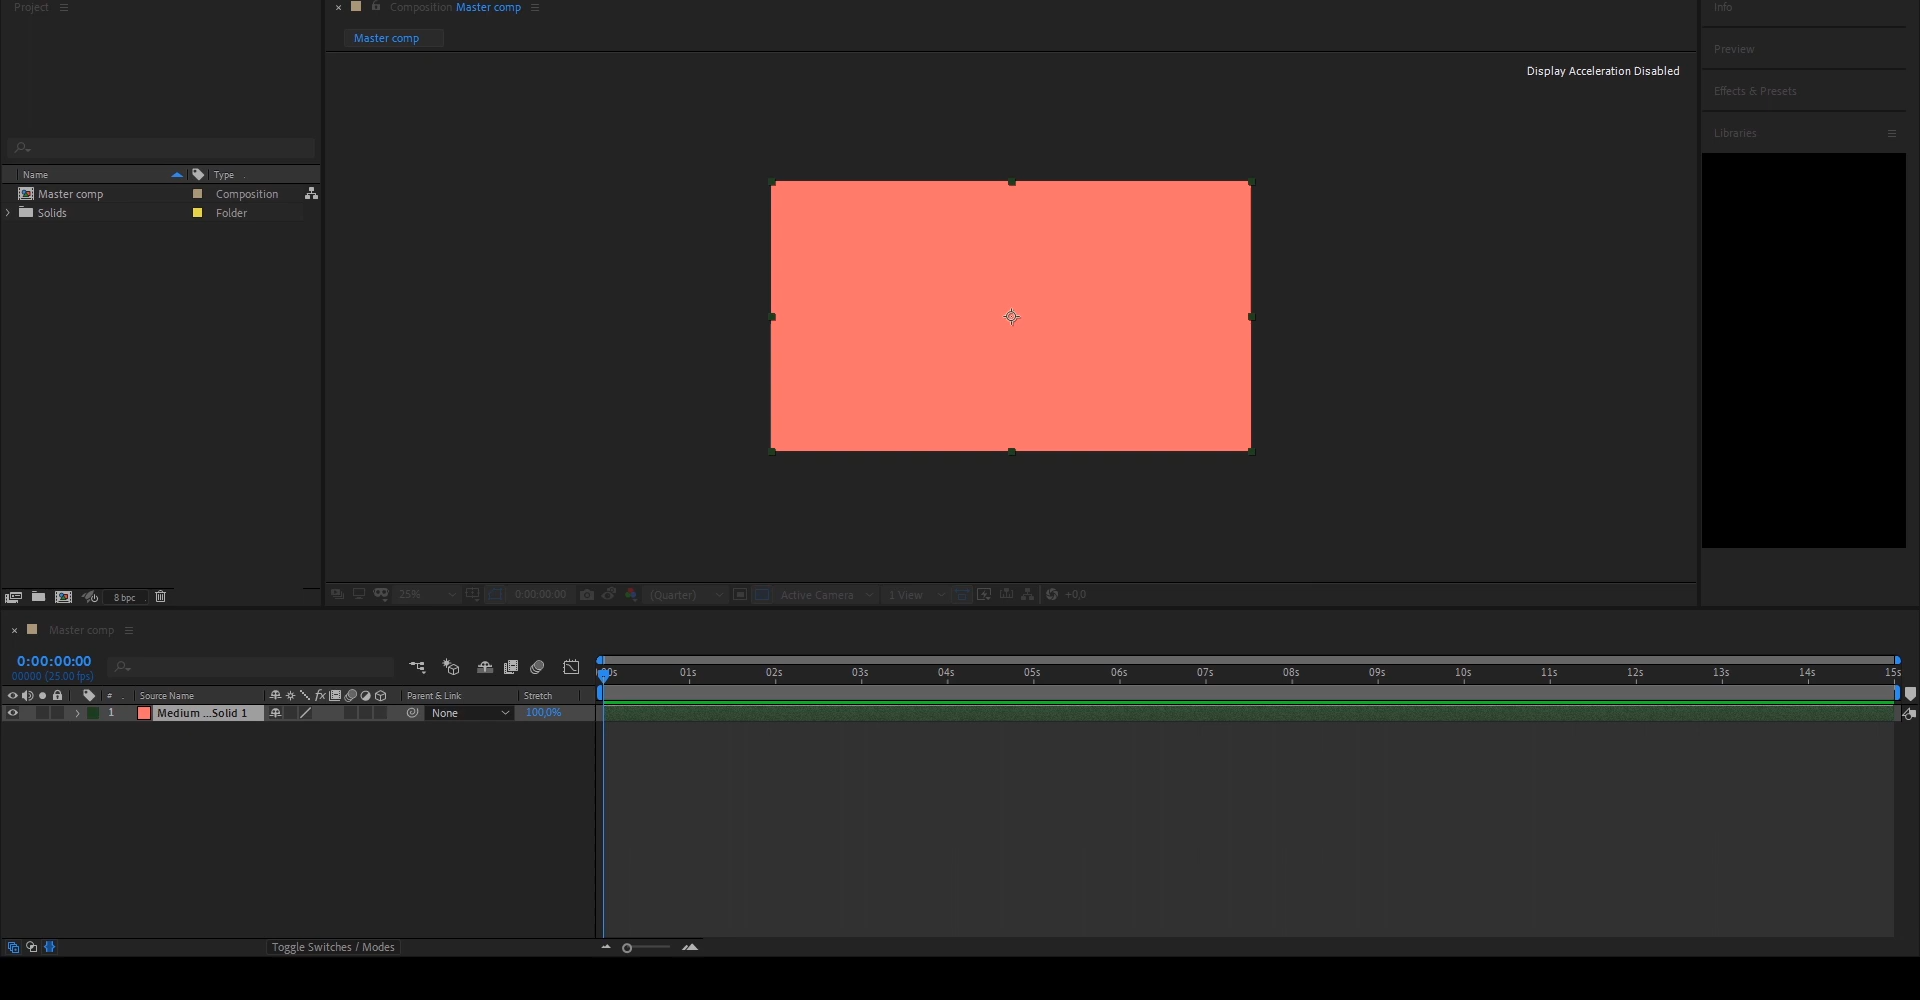 Project
Composition Master comp
Info
Master comp
Preview
Display Acceleration Disabled
Effects & Presets
Libraries
Name Type
Master comp Composition
Solids Folder
8 bpc
25% 0:00:00:00 (Quarter) Active Camera 1 View +0,0
Master comp
0:00:00:00
00000 (25.00 fps)
:00s 01s 02s 03s 04s 05s 06s 07s 08s 09s 10s 11s 12s 13s 14s 15s
# Source Name fx Parent & Link Stretch
1 Medium ...Solid 1 None 100,0%
Toggle Switches / Modes